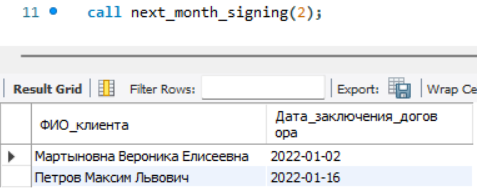 11 call next_month_signing(2);
Result Grid Filter Rows: Export: Wrap Ce
ФИО_клиента Дата_заключения_догов
ора
Мартыновна Вероника Елисеевна 2022-01-02
Петров Максим Львович 2022-01-16